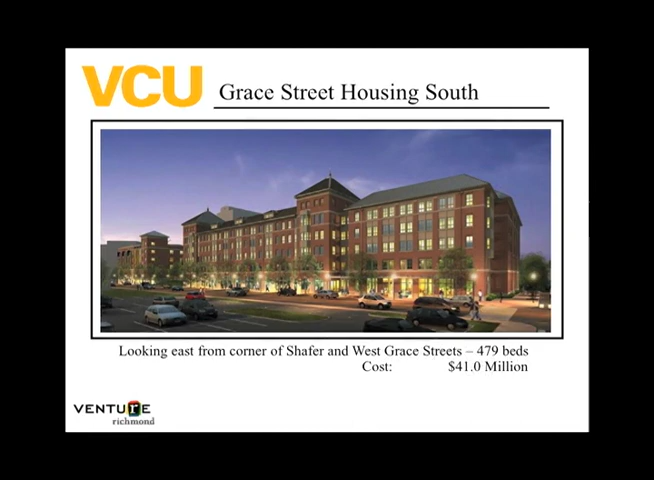 VCU
Grace Street Housing South
Looking east from corner of Shafer and West Grace Streets – 479 beds
Cost: $41.0 Million
VENTUrE
richmond